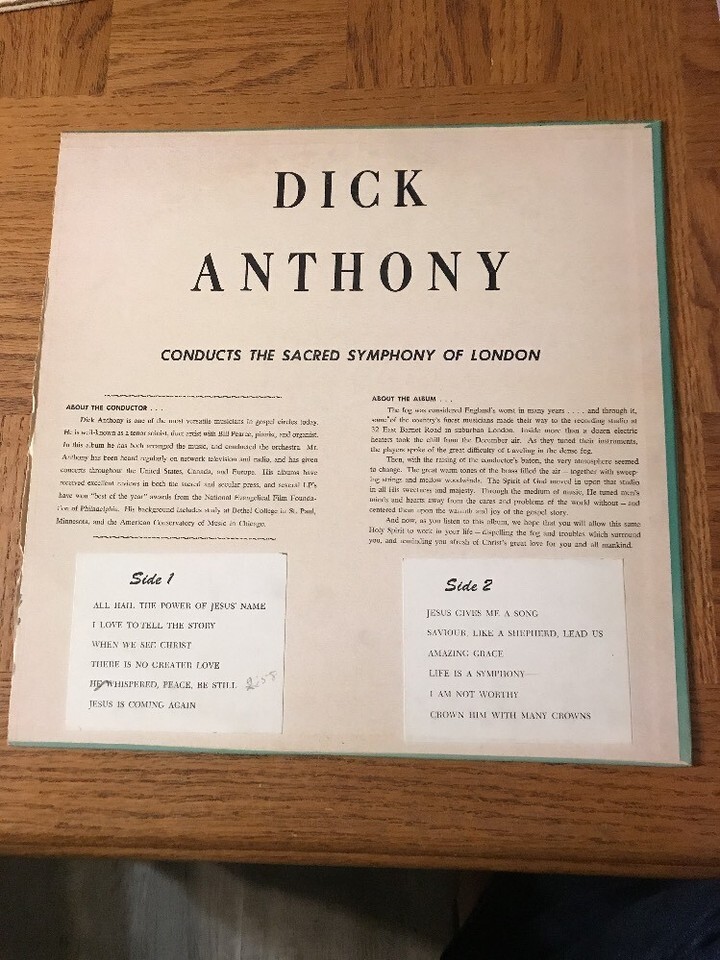 DICK
ANTHONY
CONDUCTS THE SACRED SYMPHONY OF LONDON
ABOUT THE CONDUCTOR . . .
Dick Anthony is one of the most versatile musicians in gospel circles today.
He is well-known as a tenor soloist, duet artist with Bill Pearce, pianist, and organist.
In this album he has both arranged the music, and conducted the orchestra. Mr.
Anthony has been heard regularly on network television and radio, and has given
concerts throughout the United States, Canada, and Europe. His albums have
received excellent reviews in both the sacred and secular press, and several LP's
have won "best of the year" awards from the National Evangelical Film Founda-
tion of Philadelphia. His background includes study at Bethel College in St. Paul,
Minnesota, and the American Conservatory of Music in Chicago.
ABOUT THE ALBUM . . .
The fog was considered England's worst in many years . . . . and through it,
some of the country's finest musicians made their way to the recording studio at
32 East Barnet Road in suburban London. Inside more than a dozen electric
heaters took the chill from the December air. As they tuned their instruments,
the players spoke of the great difficulty of traveling in the dense fog.
Then, with the raising of the conductor's baton, the very atmosphere seemed
to change. The great warm tones of the brass filled the air – together with sweep-
ing strings and mellow woodwinds. The Spirit of God moved in upon that studio
in all His sweetness and majesty. Through the medium of music, He tuned men's
minds and hearts away from the cares and problems of the world without – and
centered them upon the warmth and joy of the gospel story.
And now, as you listen to this album, we hope that you will allow this same
Holy Spirit to work in your life – dispelling the fog and troubles which surround
you, and reminding you afresh of Christ's great love for you and all mankind.
Side 1
ALL HAIL THE POWER OF JESUS' NAME
I LOVE TO TELL THE STORY
WHEN WE SEE CHRIST
THERE IS NO GREATER LOVE
HE WHISPERED, PEACE, BE STILL
JESUS IS COMING AGAIN
Side 2
JESUS GIVES ME A SONG
SAVIOUR, LIKE A SHEPHERD, LEAD US
AMAZING GRACE
LIFE IS A SYMPHONY
I AM NOT WORTHY
CROWN HIM WITH MANY CROWNS